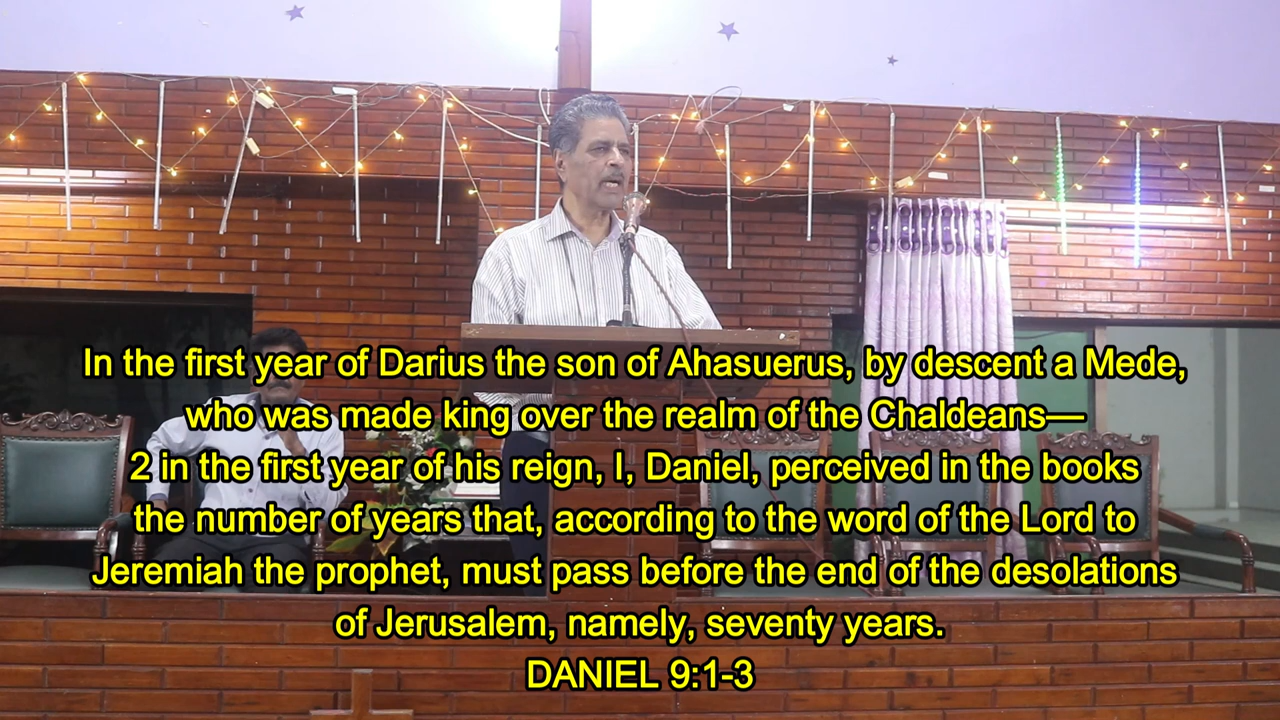 In the first year of Darius the son of Ahasuerus, by descent a Mede,
who was made king over the realm of the Chaldeans—
2 in the first year of his reign, I, Daniel, perceived in the books
the number of years that, according to the word of the Lord to
Jeremiah the prophet, must pass before the end of the desolations
of Jerusalem, namely, seventy years.
DANIEL 9:1-3